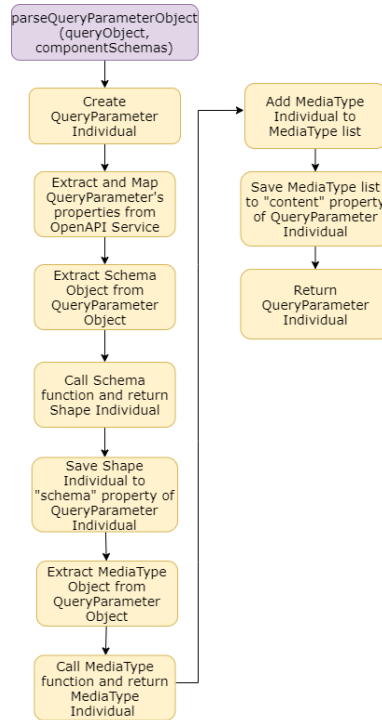 parseQueryParameterObject
(queryObject,
componentSchemas)
Create
QueryParameter
Individual
Extract and Map
QueryParameter's
properties from
OpenAPI Service
Extract Schema
Object from
QueryParameter
Object
Call Schema
function and return
Shape Individual
Save Shape
Individual to
"schema" property of
QueryParameter
Individual
Extract MediaType
Object from
QueryParameter
Object
Call MediaType
function and return
MediaType
Individual
Add MediaType
Individual to
MediaType list
Save MediaType list
to "content" property
of QueryParameter
Individual
Return
QueryParameter
Individual